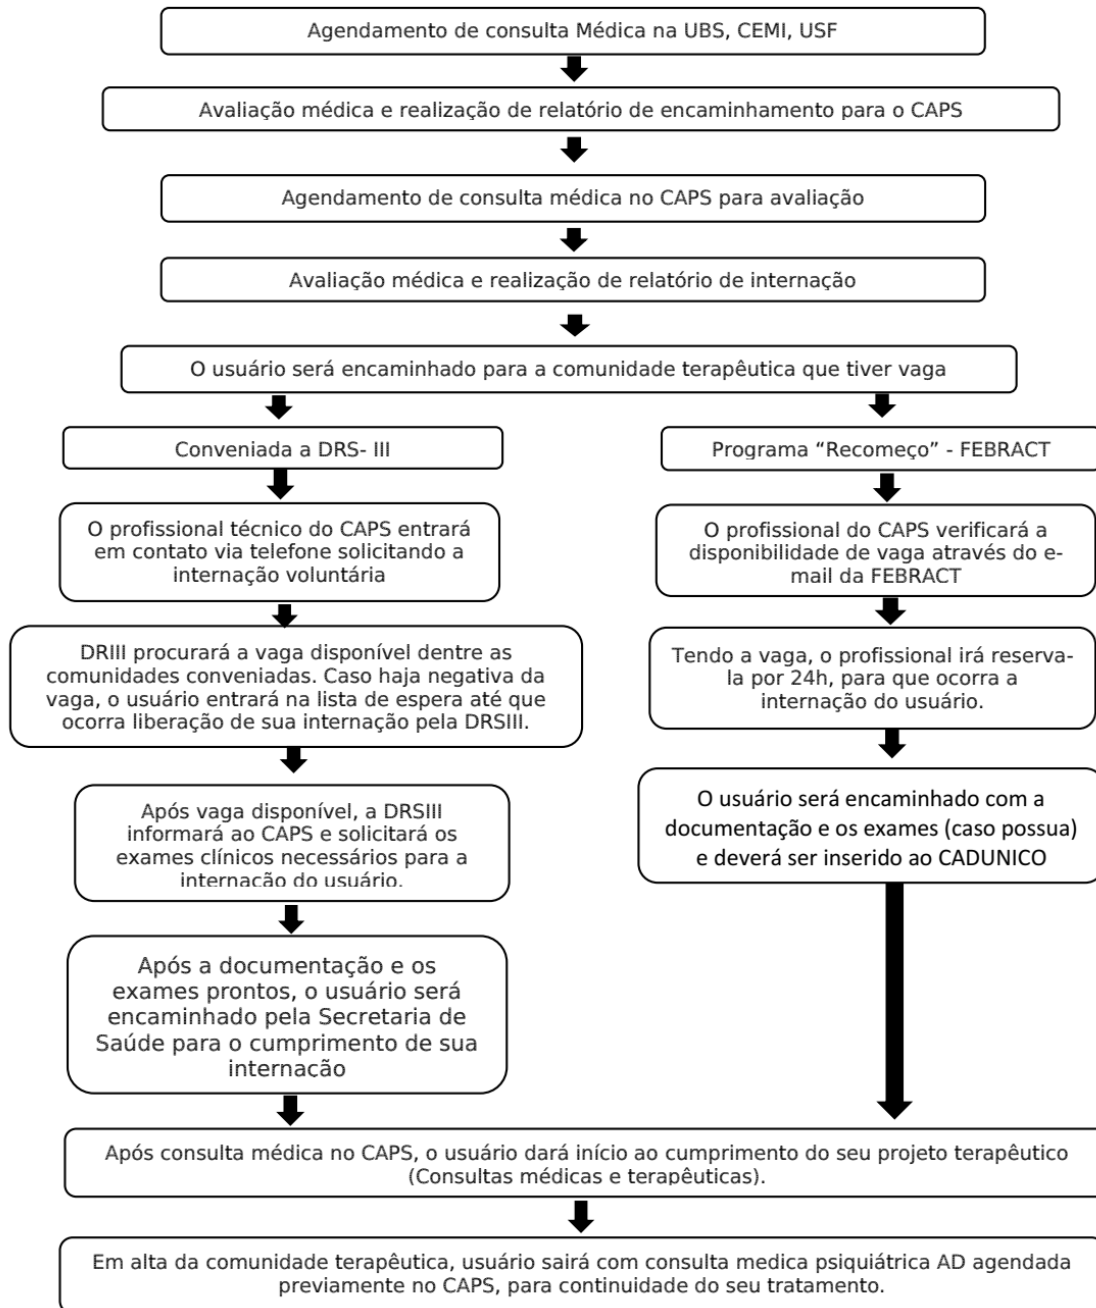 Agendamento de consulta Médica na UBS, CEMI, USF
Avaliação médica e realização de relatório de encaminhamento para o CAPS
Agendamento de consulta médica no CAPS para avaliação
Avaliação médica e realização de relatório de internação
O usuário será encaminhado para a comunidade terapêutica que tiver vaga
Conveniada a DRS- III
O profissional técnico do CAPS entrará
em contato via telefone solicitando a
internação voluntária
DRIII procurará a vaga disponível dentre as
comunidades conveniadas. Caso haja negativa da
vaga, o usuário entrará na lista de espera até que
ocorra liberação de sua internação pela DRSIII.
Após vaga disponível, a DRSIII
informará ao CAPS e solicitará os
exames clínicos necessários para a
internação do usuário.
Após a documentação e os
exames prontos, o usuário será
encaminhado pela Secretaria de
Saúde para o cumprimento de sua
internação
Programa “Recomeço” - FEBRACT
O profissional do CAPS verificará a
disponibilidade de vaga através do e-
mail da FEBRACT
Tendo a vaga, o profissional irá reserva-
la por 24h, para que ocorra a
internação do usuário.
O usuário será encaminhado com a
documentação e os exames (caso possua)
e deverá ser inserido ao CADUNICO
Após consulta médica no CAPS, o usuário dará início ao cumprimento do seu projeto terapêutico
(Consultas médicas e terapêuticas).
Em alta da comunidade terapêutica, usuário sairá com consulta medica psiquiátrica AD agendada
previamente no CAPS, para continuidade do seu tratamento.